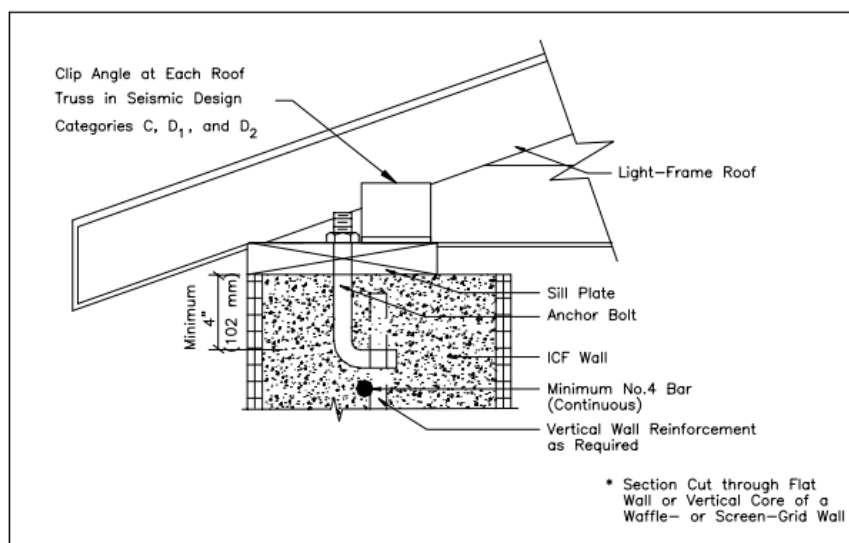 Clip Angle at Each Roof
Truss in Seismic Design
Categories C, D₁, and D₂
Light-Frame Roof
Minimum
4"
(102 mm)
Sill Plate
Anchor Bolt
ICF Wall
Minimum No.4 Bar
(Continuous)
Vertical Wall Reinforcement
as Required
* Section Cut through Flat
Wall or Vertical Core of a
Waffle- or Screen-Grid Wall